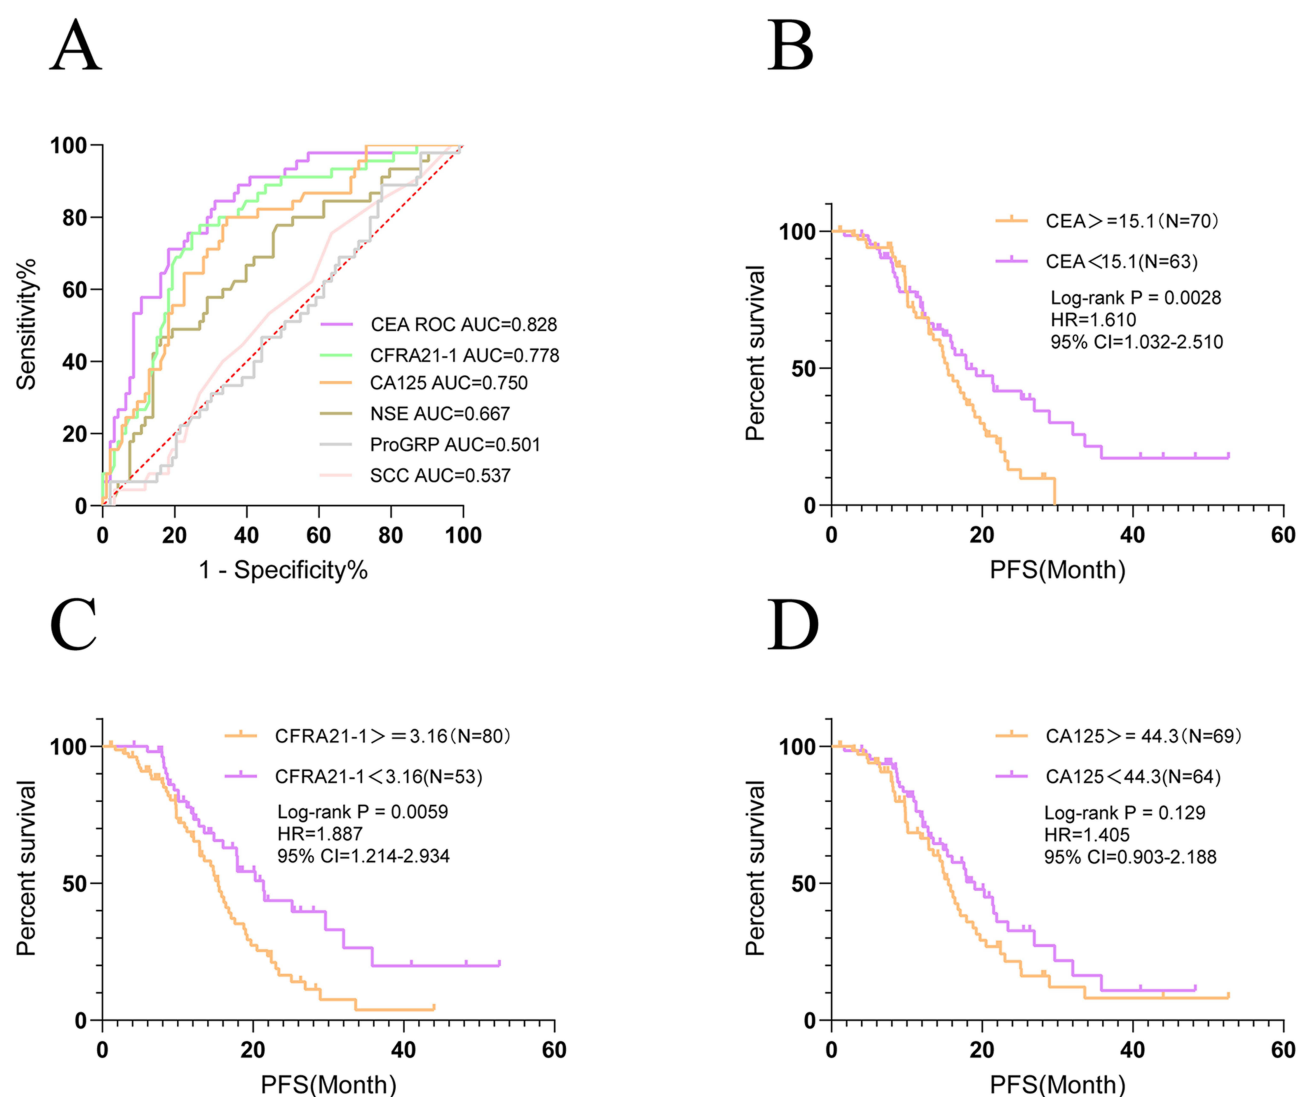 A
100
80
60
40
20
0
Sensitivity%
CEA ROC AUC=0.828
CFRA21-1 AUC=0.778
CA125 AUC=0.750
NSE AUC=0.667
ProGRP AUC=0.501
SCC AUC=0.537
0 20 40 60 80 100
1 - Specificity%
B
100
50
0
Percent survival
CEA>=15.1(N=70)
CEA<15.1(N=63)
Log-rank P = 0.0028
HR=1.610
95% CI=1.032-2.510
0 20 40 60
PFS(Month)
C
100
50
0
Percent survival
CFRA21-1>=3.16(N=80)
CFRA21-1<3.16(N=53)
Log-rank P = 0.0059
HR=1.887
95% CI=1.214-2.934
0 20 40 60
PFS(Month)
D
100
50
0
Percent survival
CA125>= 44.3(N=69)
CA125<44.3(N=64)
Log-rank P = 0.129
HR=1.405
95% CI=0.903-2.188
0 20 40 60
PFS(Month)